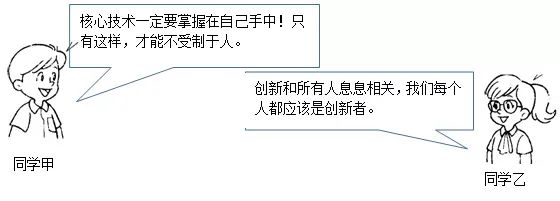 核心技术一定要掌握在自己手中！只
有这样，才能不受制于人。
创新和所有人息息相关，我们每个
人都应该是创新者。
同学甲
同学乙